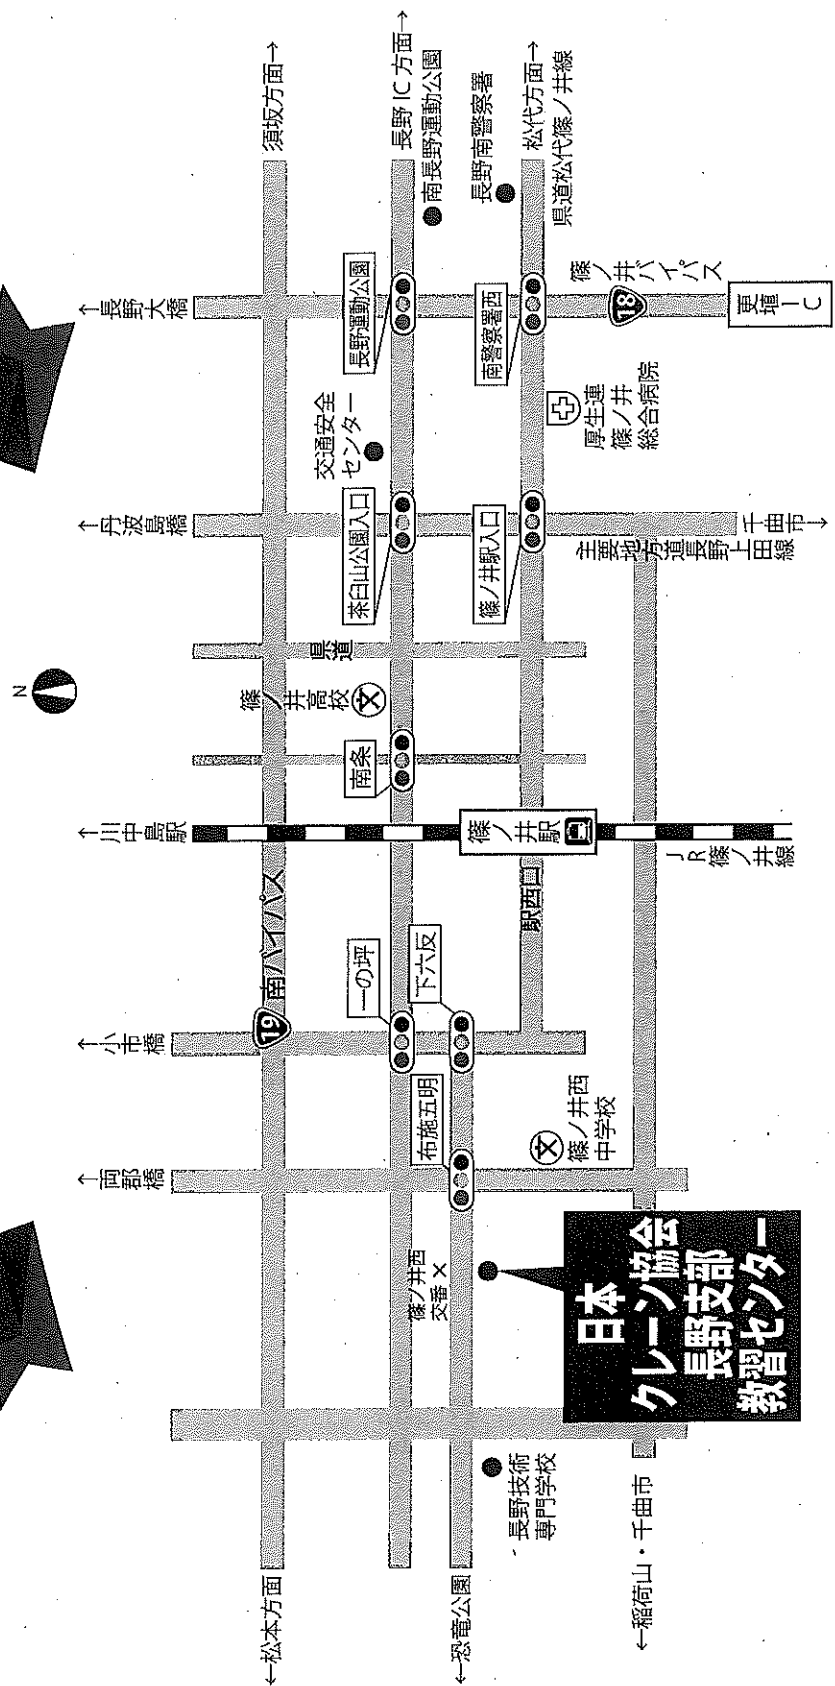 N
↑長野大橋
↑丹波島橋
↑川中島駅
↑小市橋
↑両郡橋
須坂方面→
長野IC方面→
南長野運動公園
長野南警察署
松代方面→
県道松代篠ノ井線
長野運動公園
南警察署西
篠ノ井バイパス
18
更埴IC
交通安全
センター
茶臼山公園入口
篠ノ井駅入口
厚生連
篠ノ井
総合病院
千曲市→
主要地方道長野上田線
県道
篠ノ井高校
文
南条
篠ノ井駅
JR篠ノ井線
駅西口
19
南バイパス
一の坪
下六反
布施五明
文
篠ノ井西
中学校
篠ノ井西
交番×
日本
クレーン協会
長野支部
教習センター
長野技術
専門学校
←松本方面
←恐竜公園
←稲荷山・千曲市